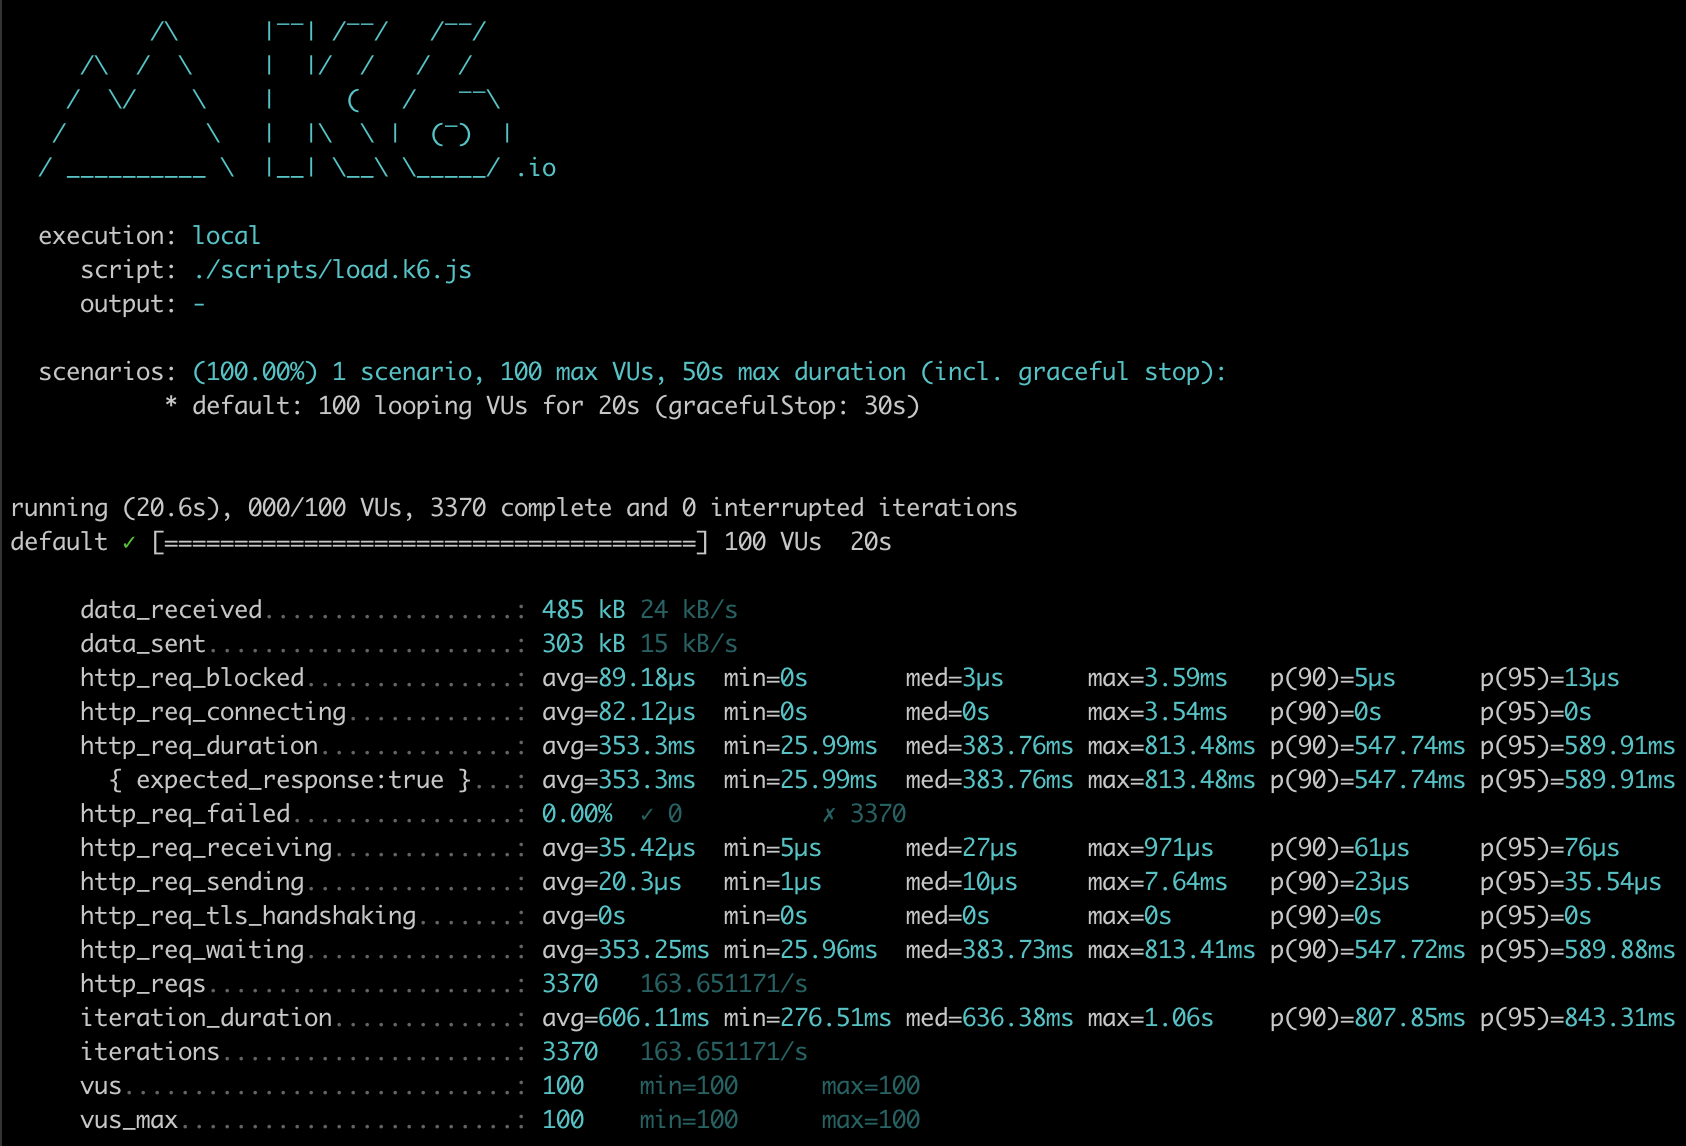 /\      |‾‾| /‾‾/   /‾‾/
     /\  /  \     |  |/  /   /  /
    /  \/    \    |     (   /   ‾‾\
   /          \   |  |\  \ |  (‾)  |
  / __________ \  |__| \__\ \_____/ .io

  execution: local
     script: ./scripts/load.k6.js
     output: -

  scenarios: (100.00%) 1 scenario, 100 max VUs, 50s max duration (incl. graceful stop):
           * default: 100 looping VUs for 20s (gracefulStop: 30s)

running (20.6s), 000/100 VUs, 3370 complete and 0 interrupted iterations
default ✓ [======================================] 100 VUs  20s

     data_received..................: 485 kB 24 kB/s
     data_sent......................: 303 kB 15 kB/s
     http_req_blocked...............: avg=89.18µs  min=0s       med=3µs      max=3.59ms   p(90)=5µs      p(95)=13µs
     http_req_connecting............: avg=82.12µs  min=0s       med=0s       max=3.54ms   p(90)=0s       p(95)=0s
     http_req_duration..............: avg=353.3ms  min=25.99ms  med=383.76ms max=813.48ms p(90)=547.74ms p(95)=589.91ms
       { expected_response:true }...: avg=353.3ms  min=25.99ms  med=383.76ms max=813.48ms p(90)=547.74ms p(95)=589.91ms
     http_req_failed................: 0.00%  ✓ 0          ✗ 3370
     http_req_receiving.............: avg=35.42µs  min=5µs      med=27µs     max=971µs    p(90)=61µs     p(95)=76µs
     http_req_sending...............: avg=20.3µs   min=1µs      med=10µs     max=7.64ms   p(90)=23µs     p(95)=35.54µs
     http_req_tls_handshaking.......: avg=0s       min=0s       med=0s       max=0s       p(90)=0s       p(95)=0s
     http_req_waiting...............: avg=353.25ms min=25.96ms  med=383.73ms max=813.41ms p(90)=547.72ms p(95)=589.88ms
     http_reqs......................: 3370   163.651171/s
     iteration_duration.............: avg=606.11ms min=276.51ms med=636.38ms max=1.06s    p(90)=807.85ms p(95)=843.31ms
     iterations.....................: 3370   163.651171/s
     vus............................: 100    min=100      max=100
     vus_max........................: 100    min=100      max=100